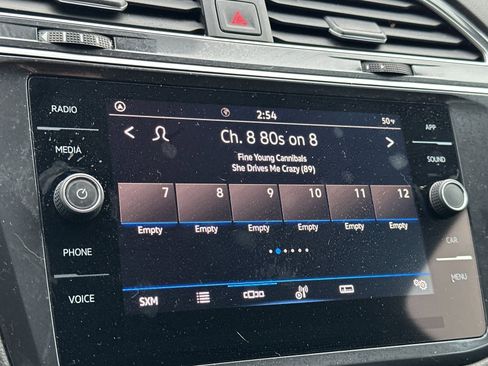 RADIO
MEDIA
PHONE
VOICE
2:54
50°F
Ch. 8 80s on 8
Fine Young Cannibals
She Drives Me Crazy (89)
7 8 9 10 11 12
Empty Empty Empty Empty Empty Empty
SXM
APP
SOUND
CAR
MENU